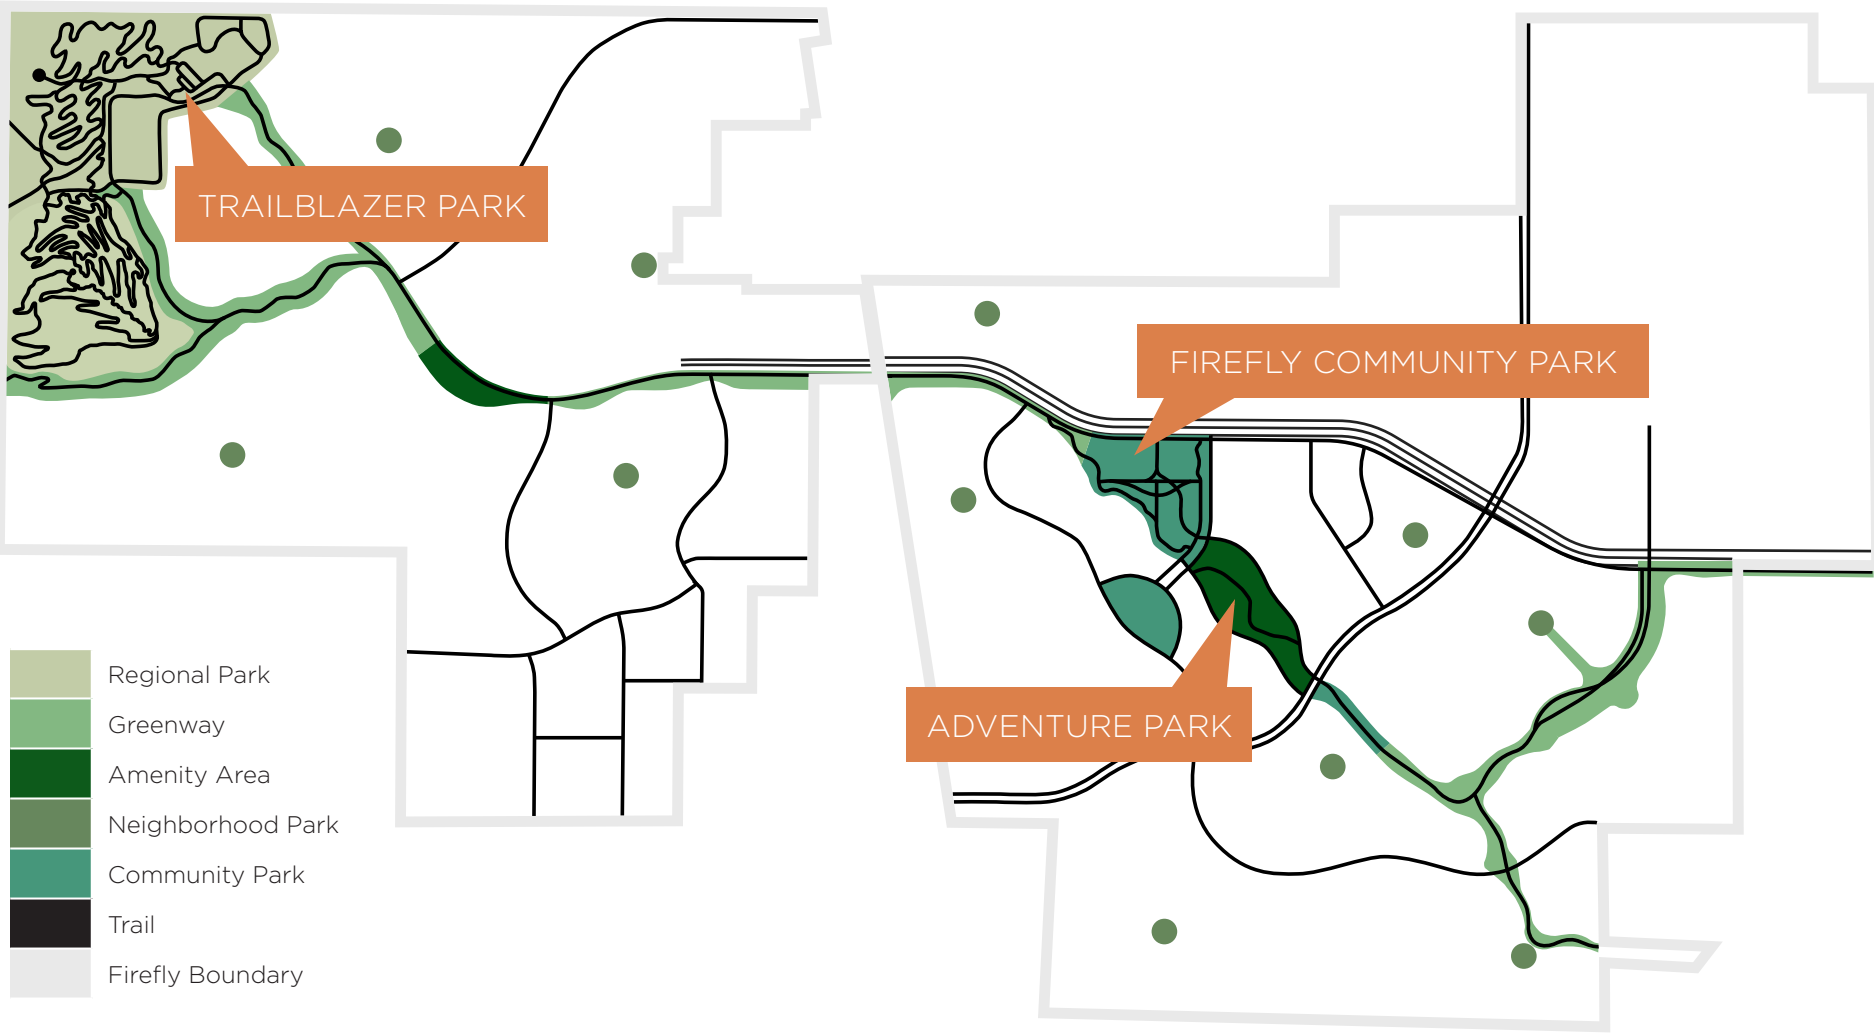 TRAILBLAZER PARK
FIREFLY COMMUNITY PARK
ADVENTURE PARK
Regional Park
Greenway
Amenity Area
Neighborhood Park
Community Park
Trail
Firefly Boundary